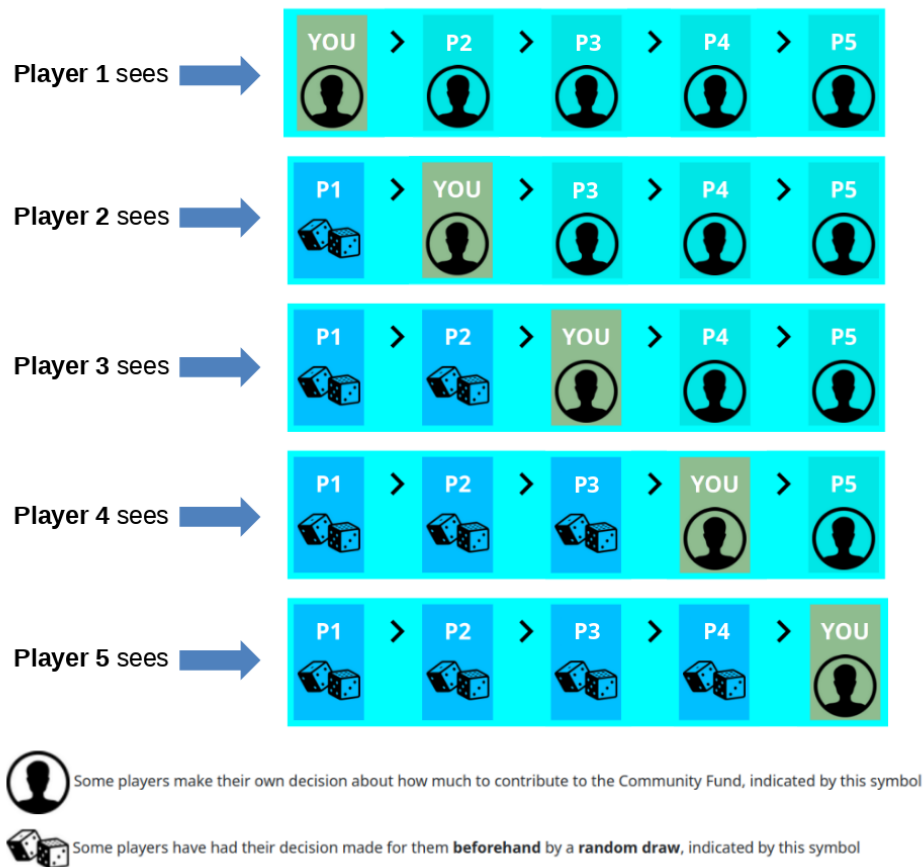 Player 1 sees
YOU > P2 > P3 > P4 > P5
Player 2 sees
P1 > YOU > P3 > P4 > P5
Player 3 sees
P1 > P2 > YOU > P4 > P5
Player 4 sees
P1 > P2 > P3 > YOU > P5
Player 5 sees
P1 > P2 > P3 > P4 > YOU
Some players make their own decision about how much to contribute to the Community Fund, indicated by this symbol
Some players have had their decision made for them beforehand by a random draw, indicated by this symbol